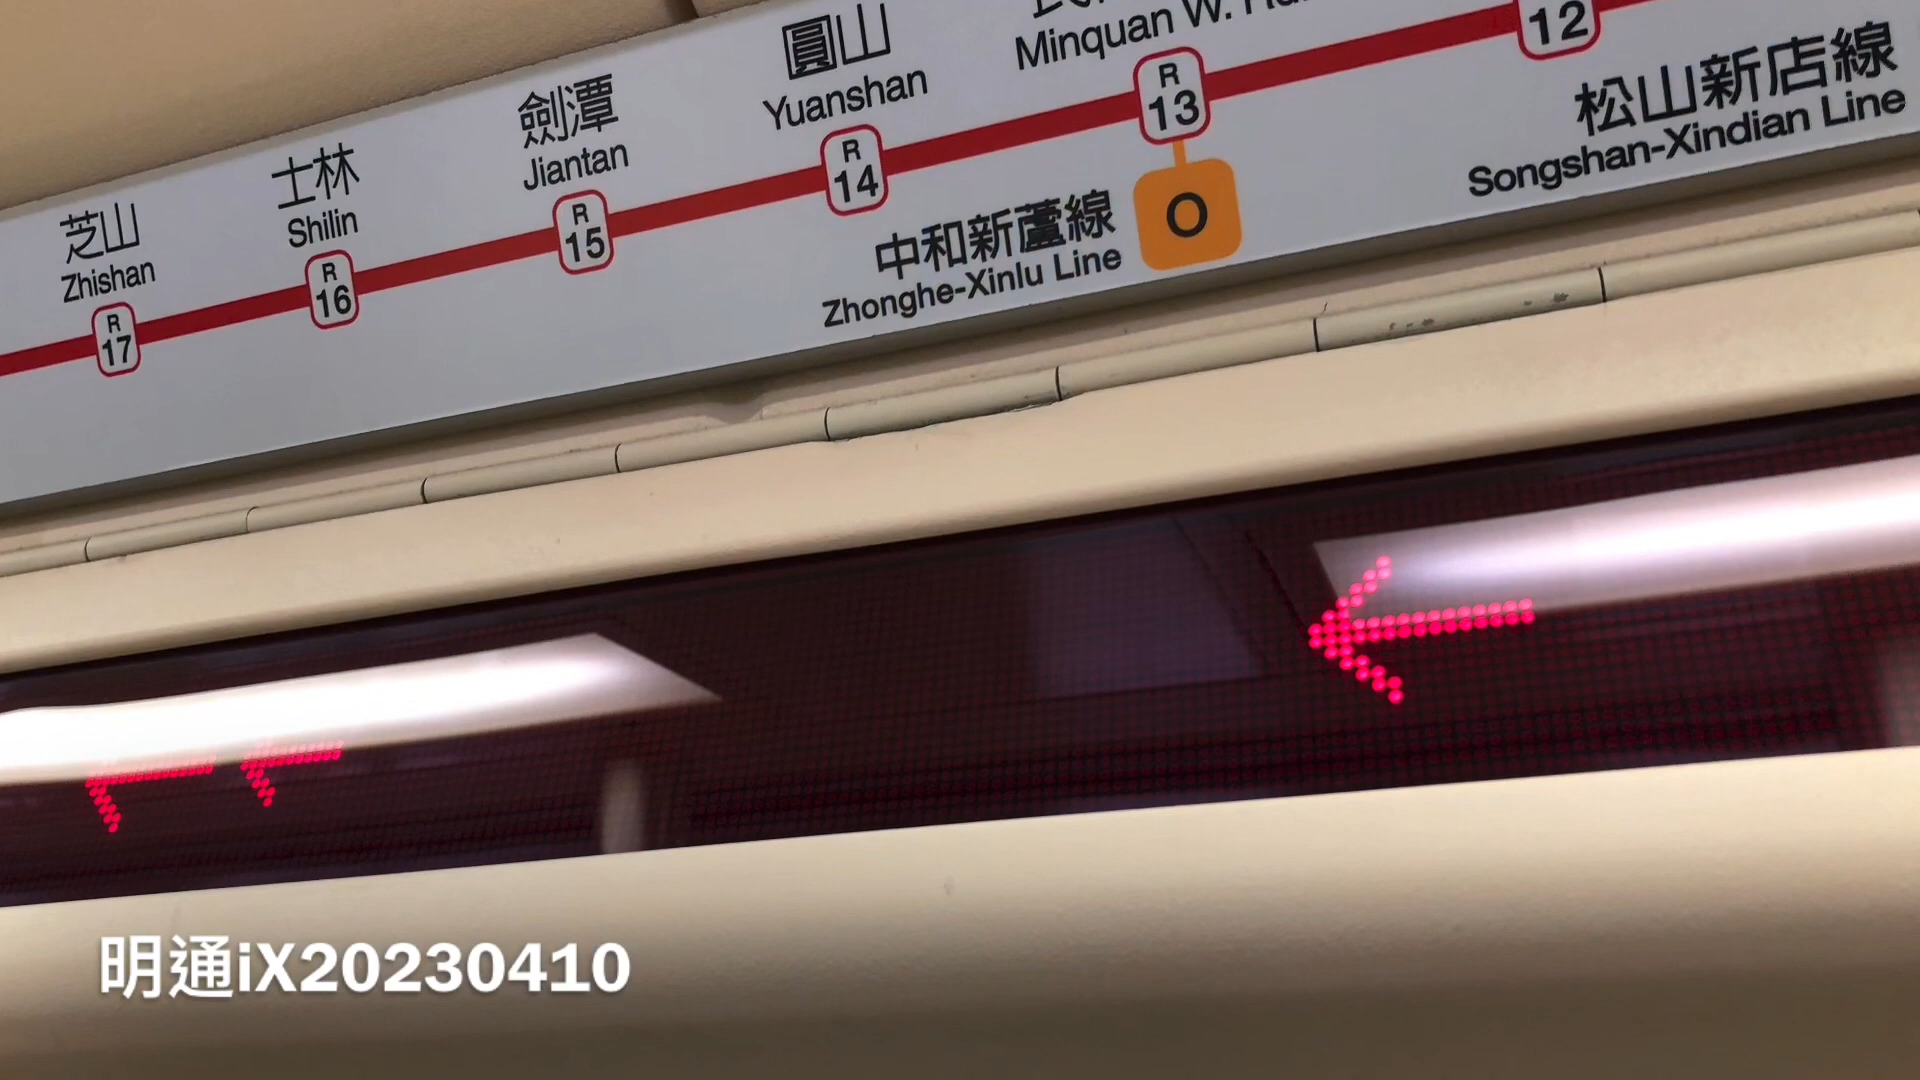 芝山
Zhishan
R
17
士林
Shilin
R
16
劍潭
Jiantan
R
15
圓山
Yuanshan
R
14
Minquan W.
R
13
O
中和新蘆線
Zhonghe-Xinlu Line
12
松山新店線
Songshan-Xindian Line
明通iX20230410